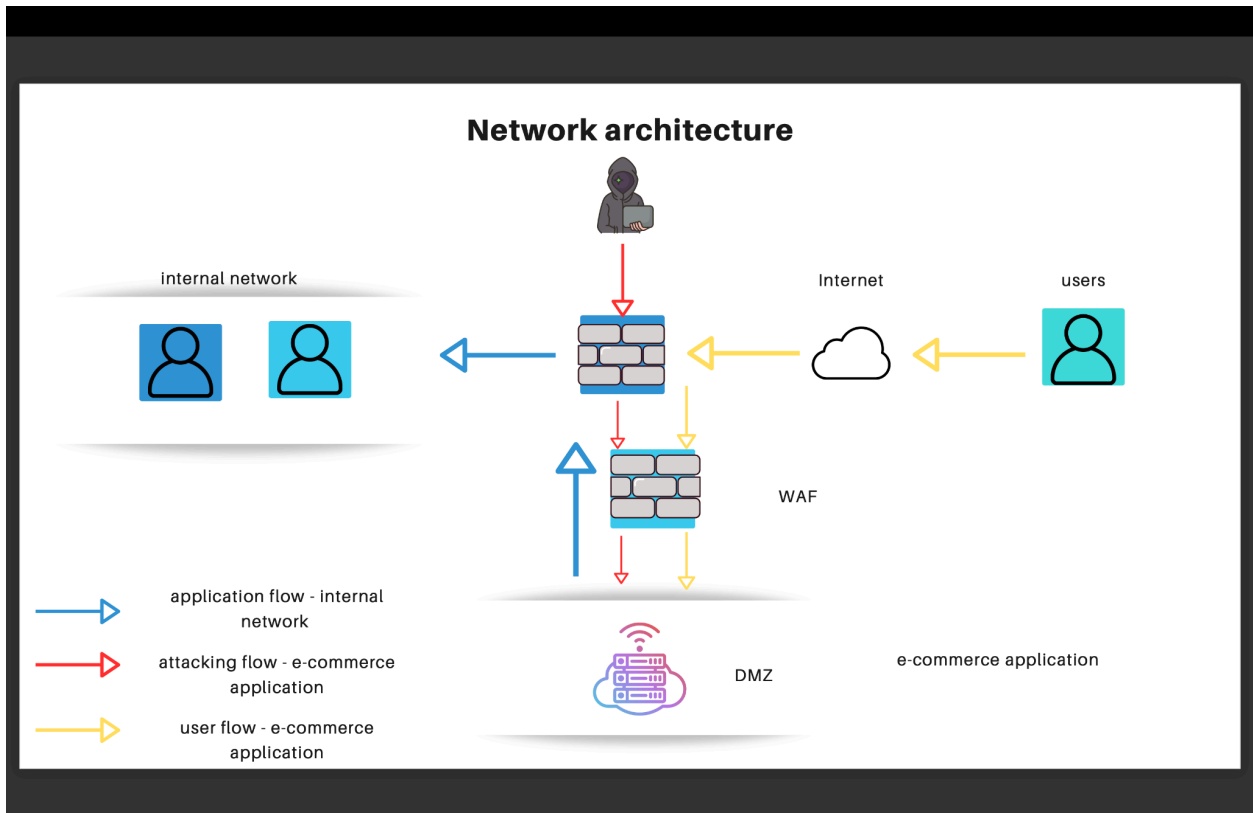 Network architecture
internal network
Internet
users
WAF
application flow - internal
network
attacking flow - e-commerce
application
user flow - e-commerce
application
DMZ
e-commerce application